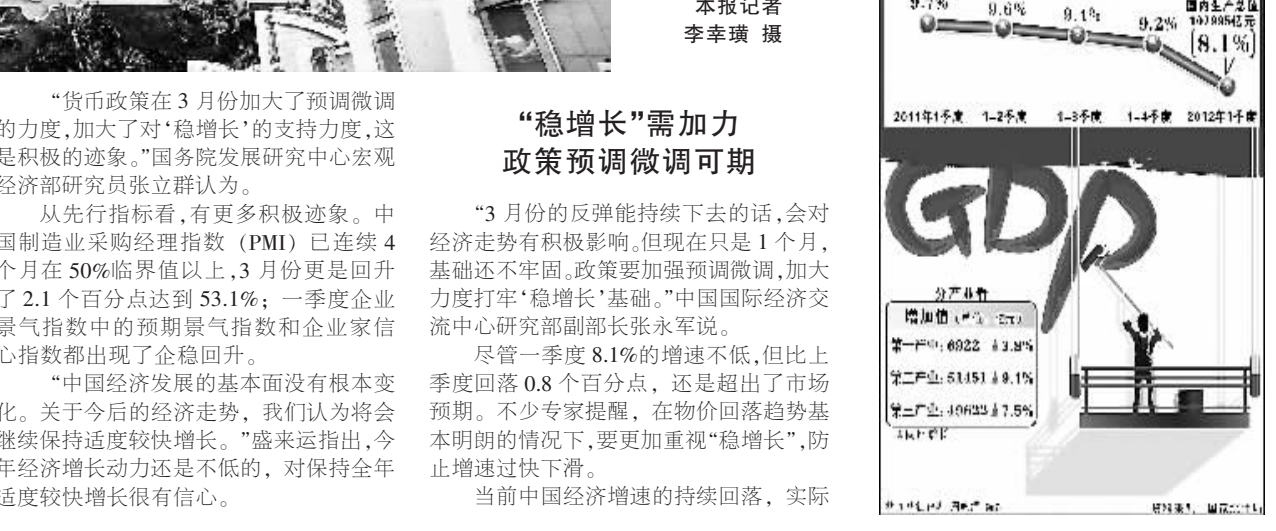 本报记者
李幸璜 摄
“货币政策在 3 月份加大了预调微调
的力度,加大了对‘稳增长’的支持力度,这
是积极的迹象。”国务院发展研究中心宏观
经济部研究员张立群认为。
从先行指标看,有更多积极迹象。中
国制造业采购经理指数 (PMI) 已连续 4
个月在 50%临界值以上,3 月份更是回升
了 2.1 个百分点达到 53.1%; 一季度企业
景气指数中的预期景气指数和企业家信
心指数都出现了企稳回升。
“中国经济发展的基本面没有根本变
化。关于今后的经济走势, 我们认为将会
继续保持适度较快增长。”盛来运指出,今
年经济增长动力还是不低的, 对保持全年
适度较快增长很有信心。
“稳增长”需加力
政策预调微调可期
“3 月份的反弹能持续下去的话,会对
经济走势有积极影响。但现在只是 1 个月,
基础还不牢固。政策要加强预调微调,加大
力度打牢‘稳增长’基础。”中国国际经济交
流中心研究部副部长张永军说。
尽管一季度 8.1%的增速不低,但比上
季度回落 0.8 个百分点, 还是超出了市场
预期。不少专家提醒, 在物价回落趋势基
本明朗的情况下,要更加重视“稳增长”,防
止增速过快下滑。
当前中国经济增速的持续回落, 实际
9.7%
9.6%
9.1%
9.2%
国内生产总值
107995亿元
[8.1%]
2011年1季度 1-2季度 1-3季度 1-4季度 2012年1季度
GDP
分产业看
增加值
第一产业: 6922 3.8%
第二产业: 51451 9.1%
第三产业: 49622 7.5%